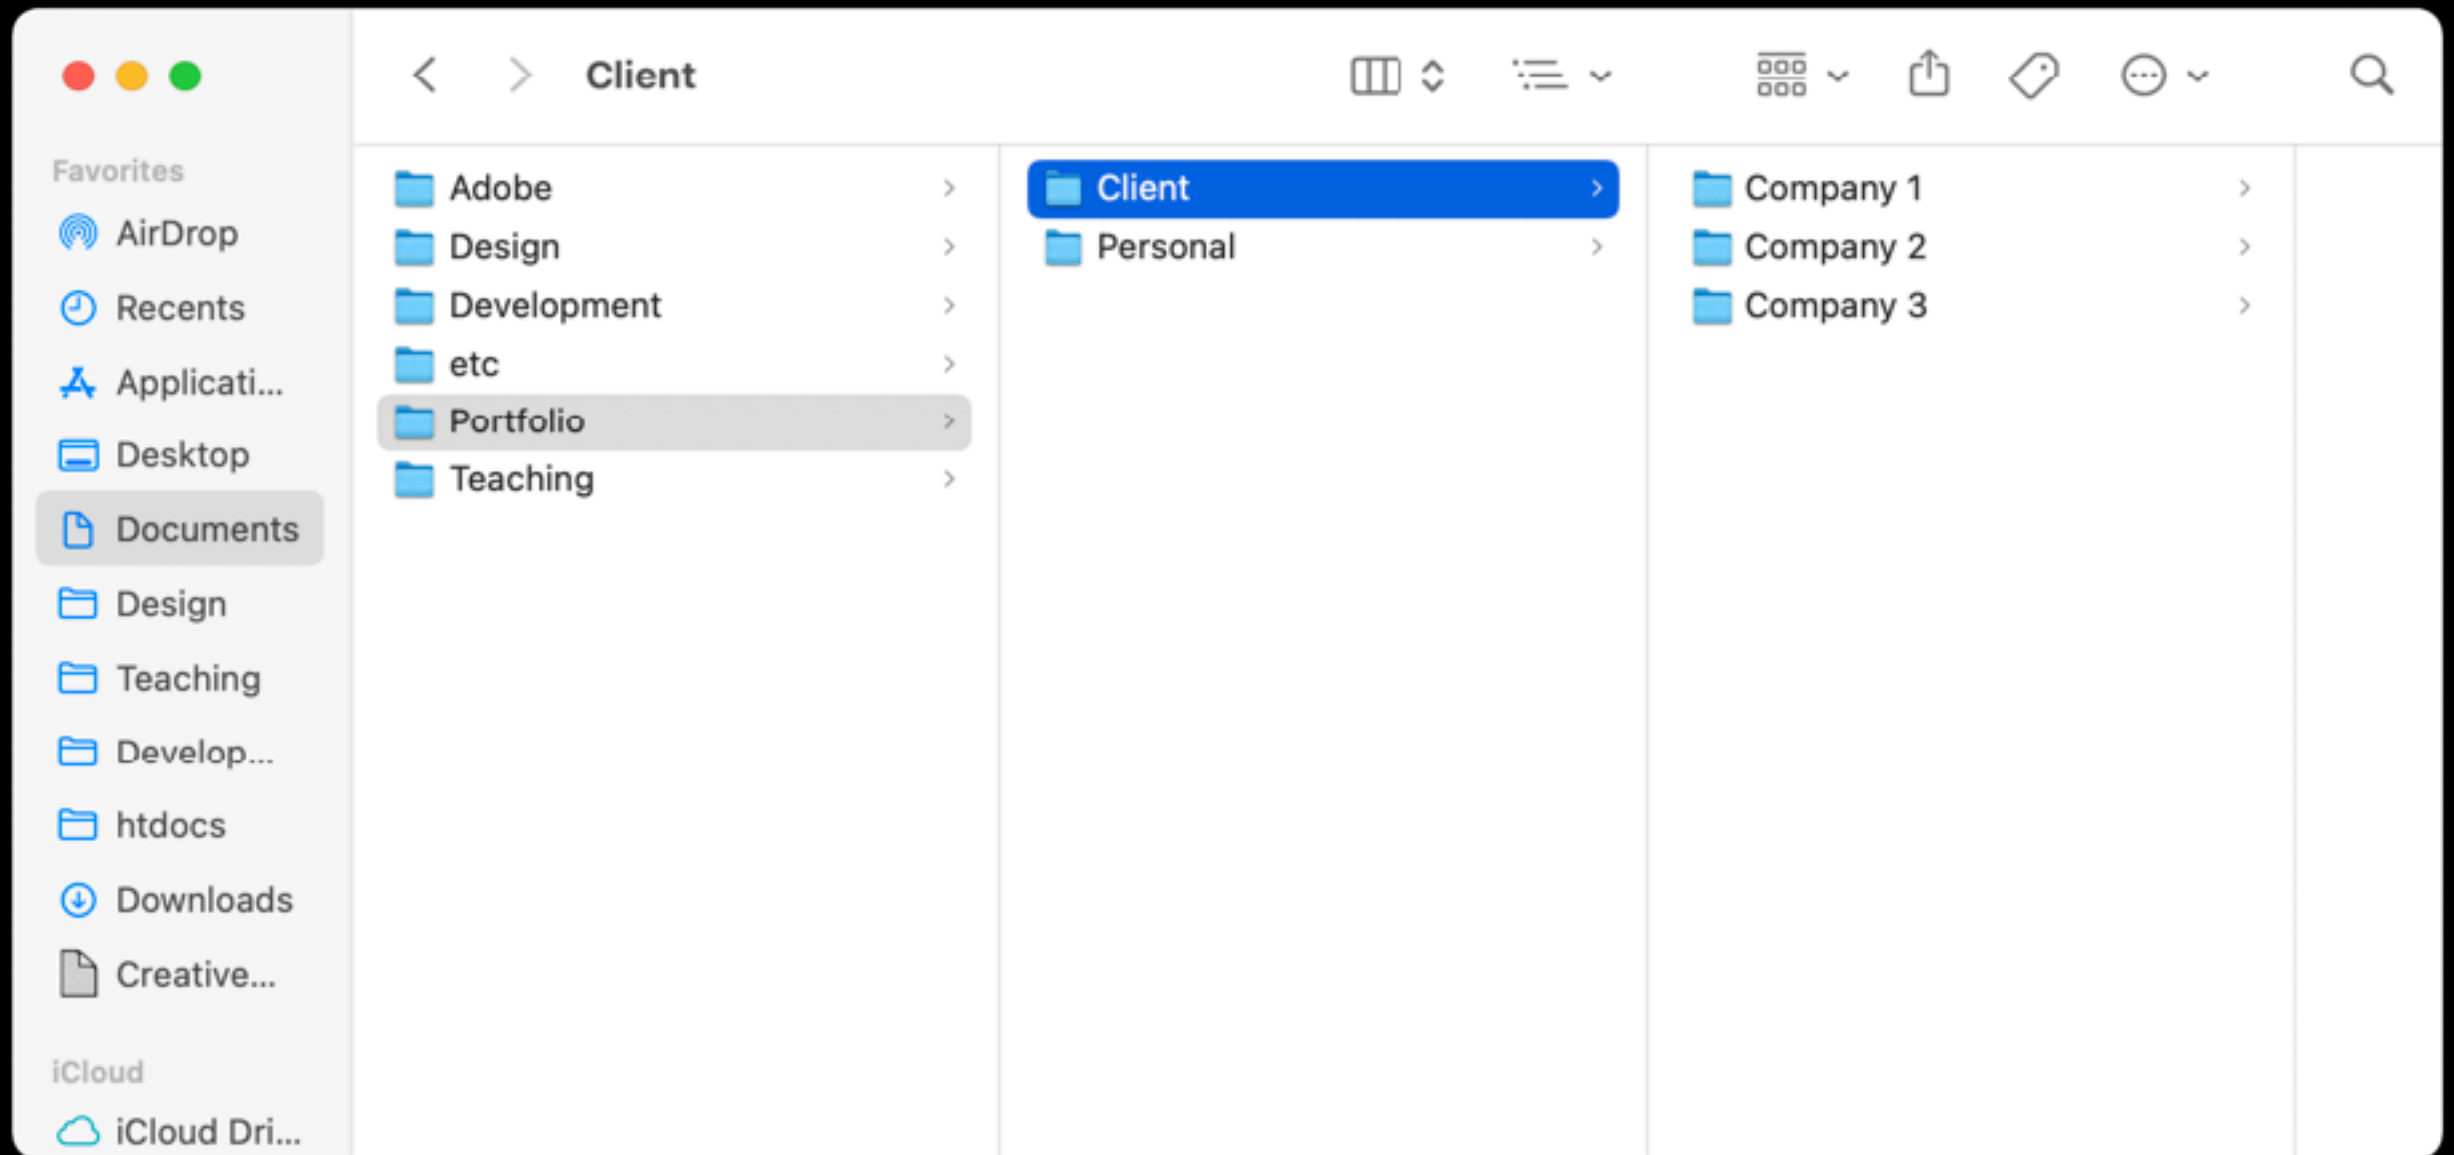 Client
Favorites
AirDrop
Recents
Applicati...
Desktop
Documents
Design
Teaching
Develop...
htdocs
Downloads
Creative...
iCloud
iCloud Dri...
Adobe
Design
Development
etc
Portfolio
Teaching
Client
Personal
Company 1
Company 2
Company 3